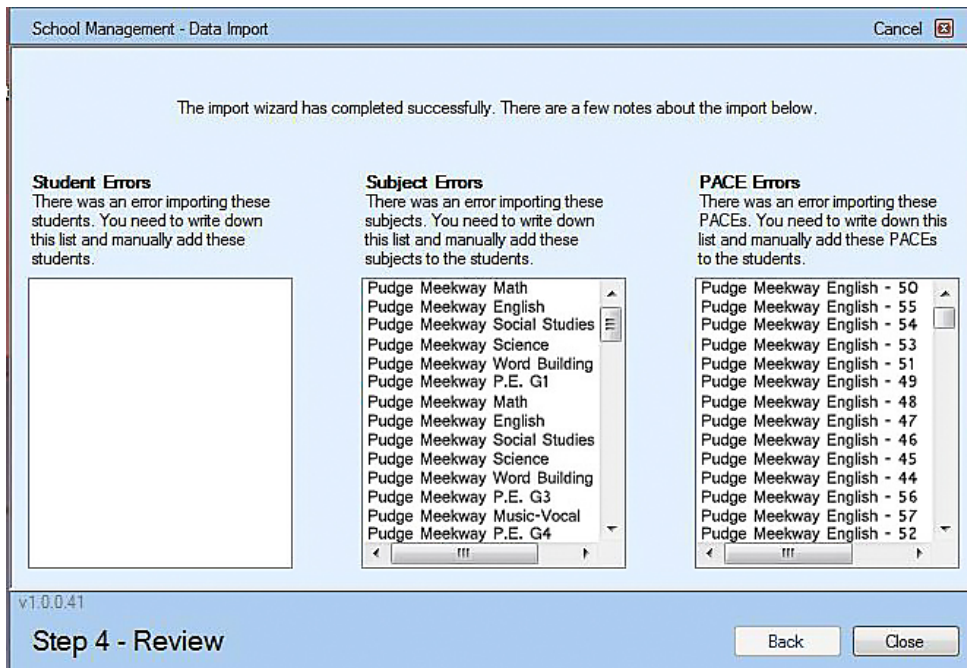 School Management - Data Import
Cancel
The import wizard has completed successfully. There are a few notes about the import below.
Student Errors
There was an error importing these
students. You need to write down
this list and manually add these
students.
Subject Errors
There was an error importing these
subjects. You need to write down
this list and manually add these
subjects to the students.
Pudge Meekway Math
Pudge Meekway English
Pudge Meekway Social Studies
Pudge Meekway Science
Pudge Meekway Word Building
Pudge Meekway P.E. G1
Pudge Meekway Math
Pudge Meekway English
Pudge Meekway Social Studies
Pudge Meekway Science
Pudge Meekway Word Building
Pudge Meekway P.E. G3
Pudge Meekway Music-Vocal
Pudge Meekway P.E. G4
PACE Errors
There was an error importing these
PACEs. You need to write down this
list and manually add these PACEs
to the students.
Pudge Meekway English - 50
Pudge Meekway English - 55
Pudge Meekway English - 54
Pudge Meekway English - 53
Pudge Meekway English - 51
Pudge Meekway English - 49
Pudge Meekway English - 48
Pudge Meekway English - 47
Pudge Meekway English - 46
Pudge Meekway English - 45
Pudge Meekway English - 44
Pudge Meekway English - 56
Pudge Meekway English - 57
Pudge Meekway English - 52
v1.0.0.41
Step 4 - Review
Back
Close